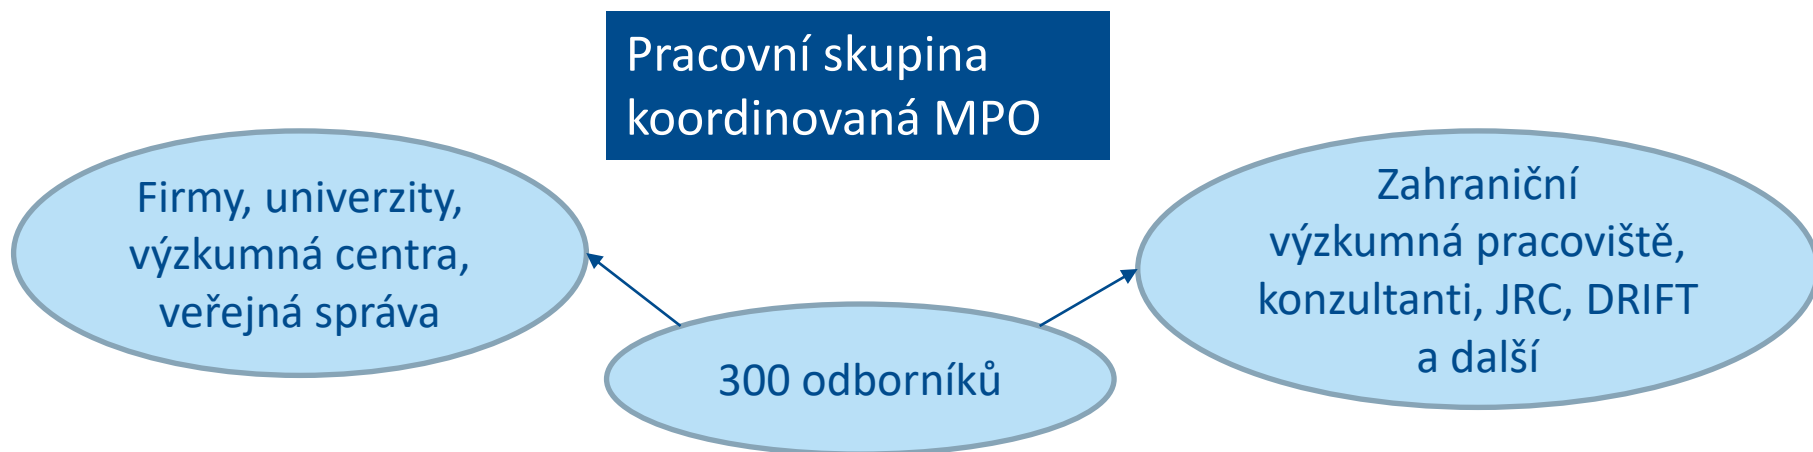 Pracovní skupina
koordinovaná MPO
Firmy, univerzity,
výzkumná centra,
veřejná správa
300 odborníků
Zahraniční
výzkumná pracoviště,
konzultanti, JRC, DRIFT
a další